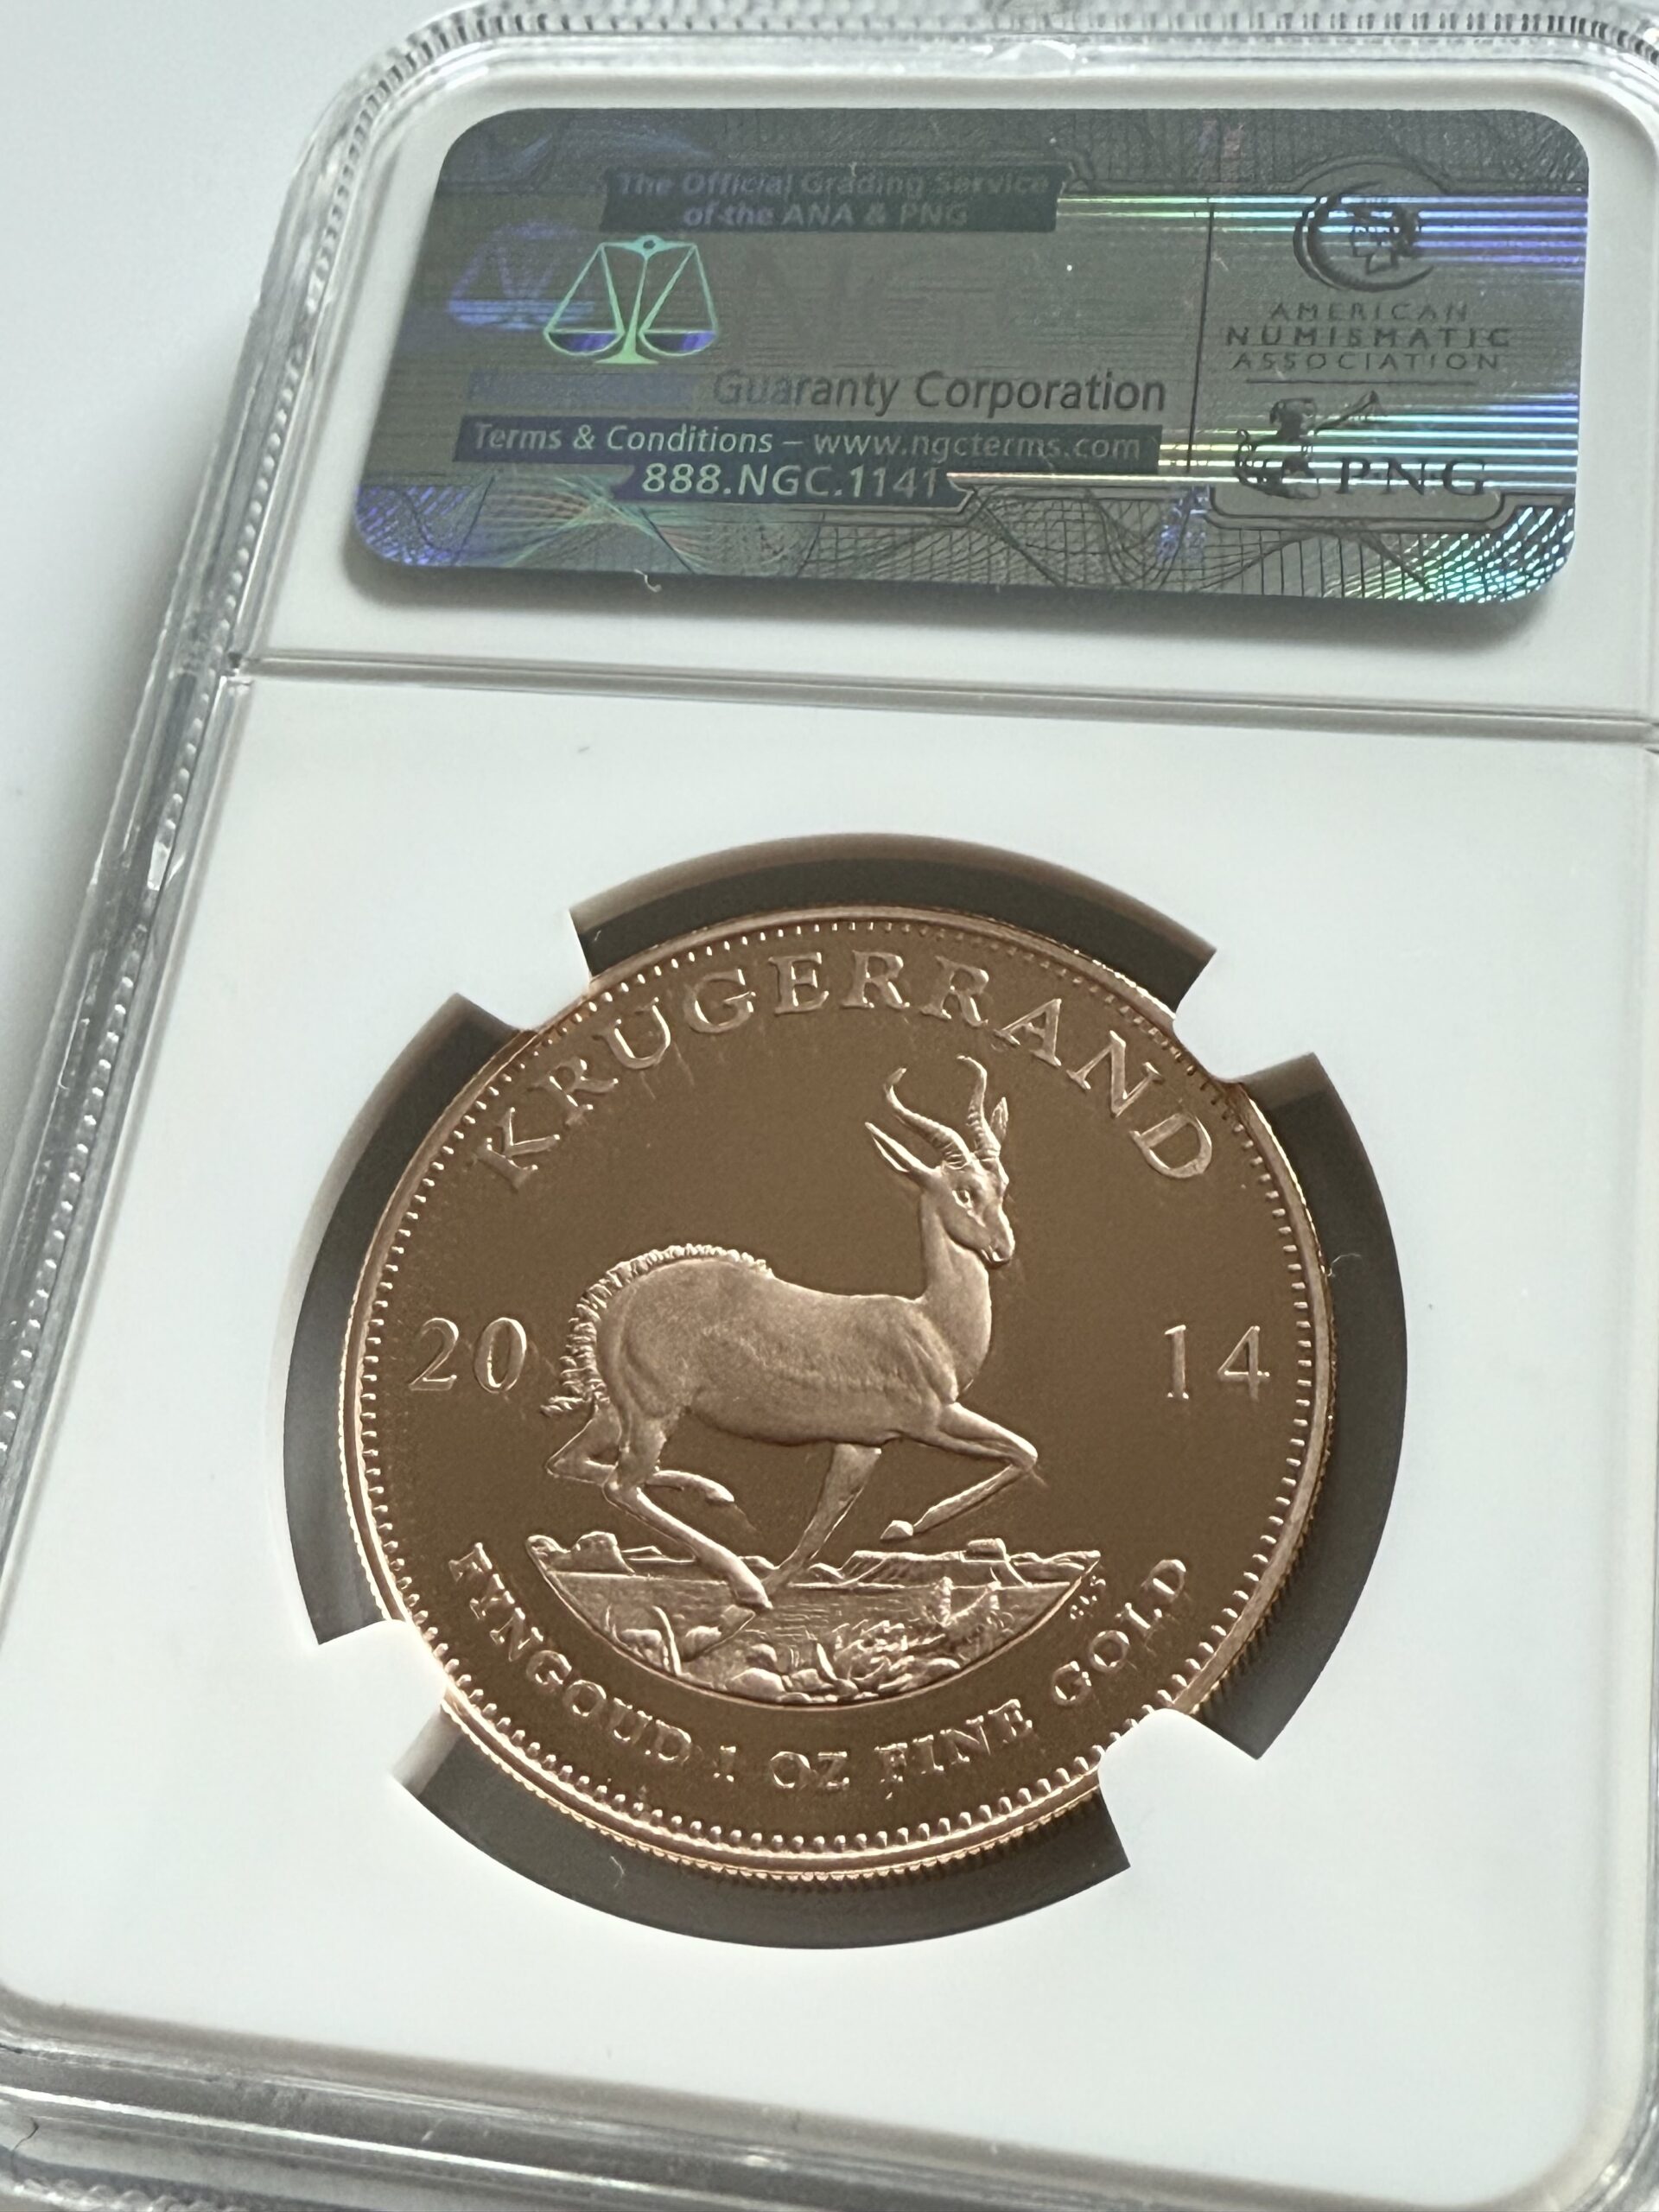 The Official Grading Service
of the ANA & PNG
Guaranty Corporation
Terms & Conditions – www.ngcterms.com
888.NGC.1141
AMERICAN
NUMISMATIC
ASSOCIATION
PNG
KRUGERRAND
20 14
CLS
FYNGOUD 1 OZ FINE GOLD